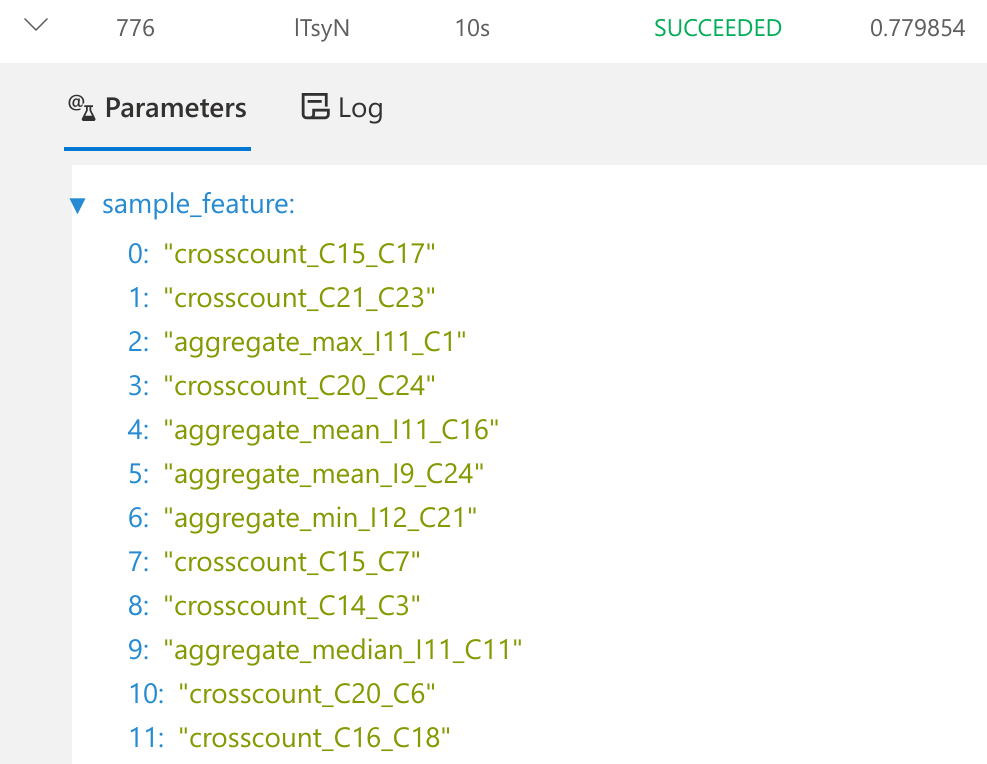 776 lTsyN 10s SUCCEEDED 0.779854
Parameters Log
sample_feature:
0: "crosscount_C15_C17"
1: "crosscount_C21_C23"
2: "aggregate_max_I11_C1"
3: "crosscount_C20_C24"
4: "aggregate_mean_I11_C16"
5: "aggregate_mean_I9_C24"
6: "aggregate_min_I12_C21"
7: "crosscount_C15_C7"
8: "crosscount_C14_C3"
9: "aggregate_median_I11_C11"
10: "crosscount_C20_C6"
11: "crosscount_C16_C18"